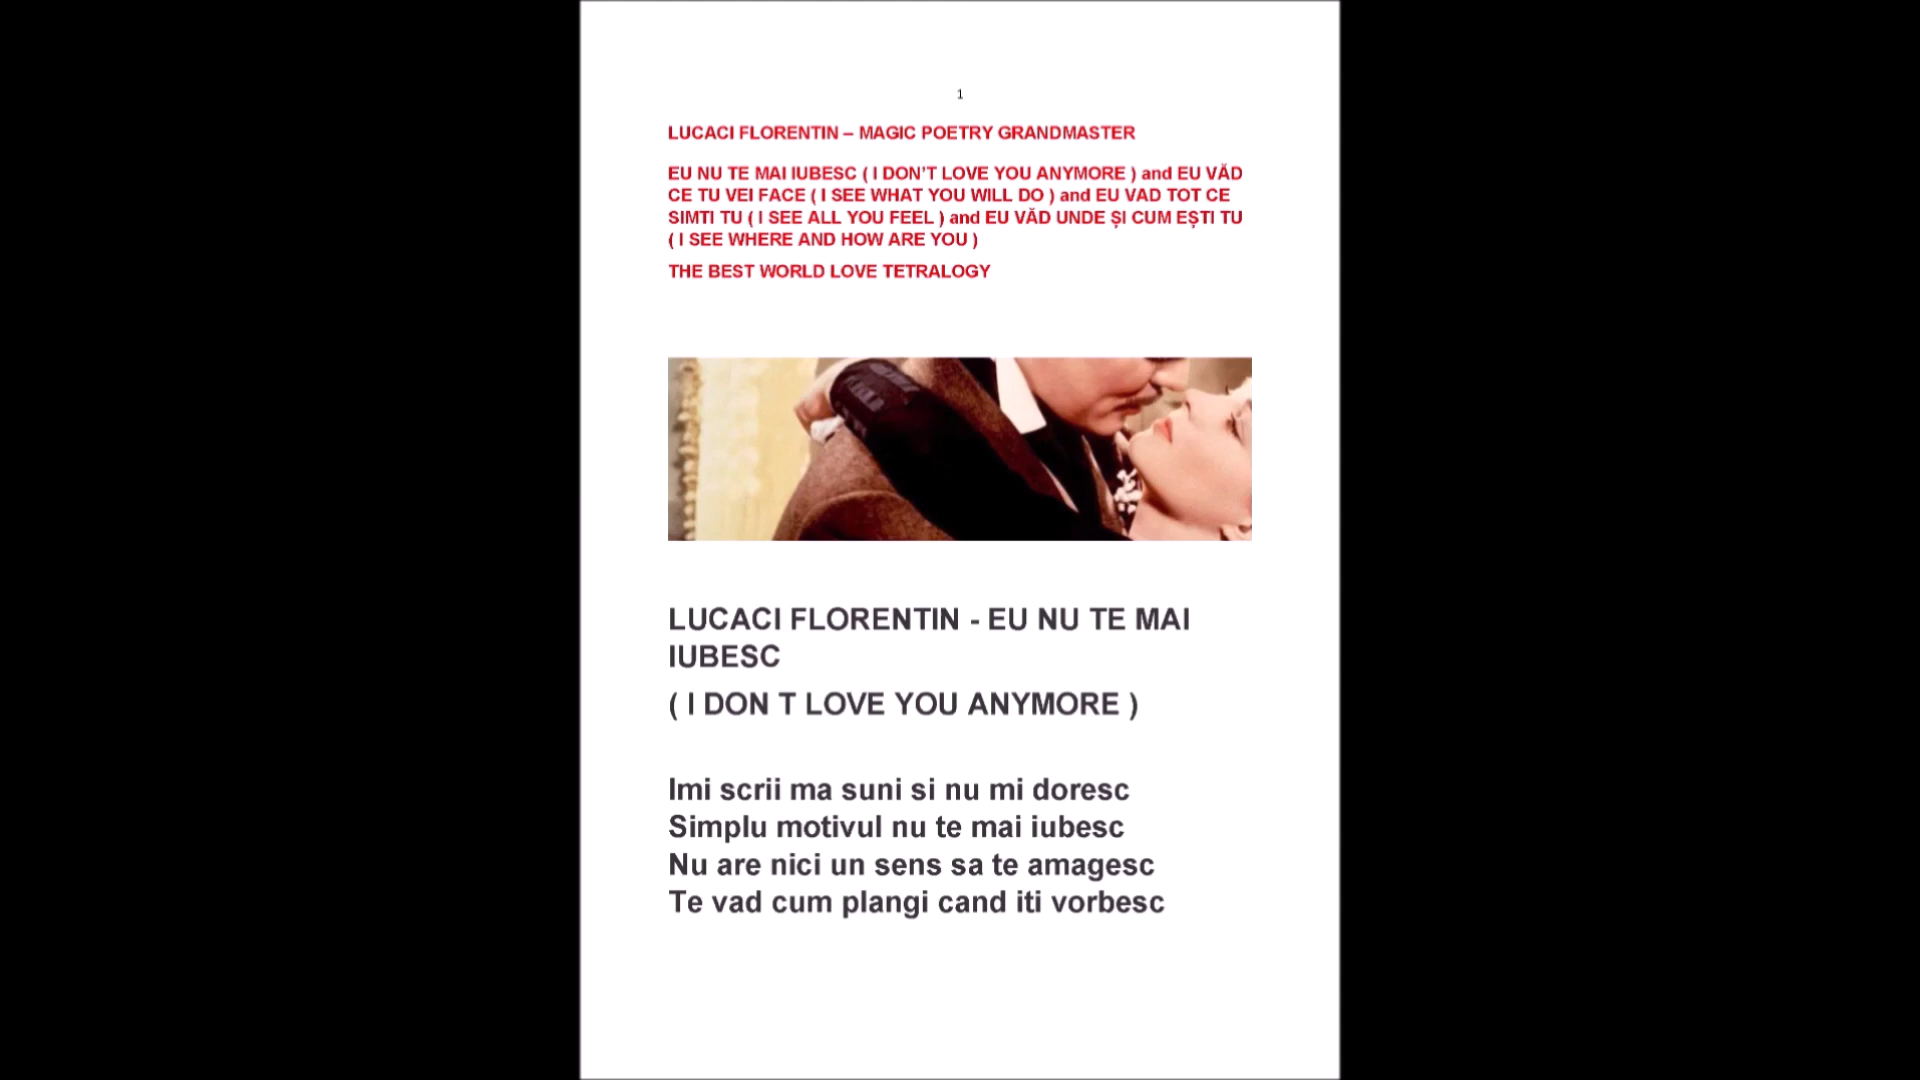 1
LUCACI FLORENTIN – MAGIC POETRY GRANDMASTER
EU NU TE MAI IUBESC ( I DON’T LOVE YOU ANYMORE ) and EU VĂD
CE TU VEI FACE ( I SEE WHAT YOU WILL DO ) and EU VAD TOT CE
SIMTI TU ( I SEE ALL YOU FEEL ) and EU VĂD UNDE ȘI CUM EȘTI TU
( I SEE WHERE AND HOW ARE YOU )
THE BEST WORLD LOVE TETRALOGY
LUCACI FLORENTIN - EU NU TE MAI
IUBESC
( I DON T LOVE YOU ANYMORE )
Imi scrii ma suni si nu mi doresc
Simplu motivul nu te mai iubesc
Nu are nici un sens sa te amagesc
Te vad cum plangi cand iti vorbesc